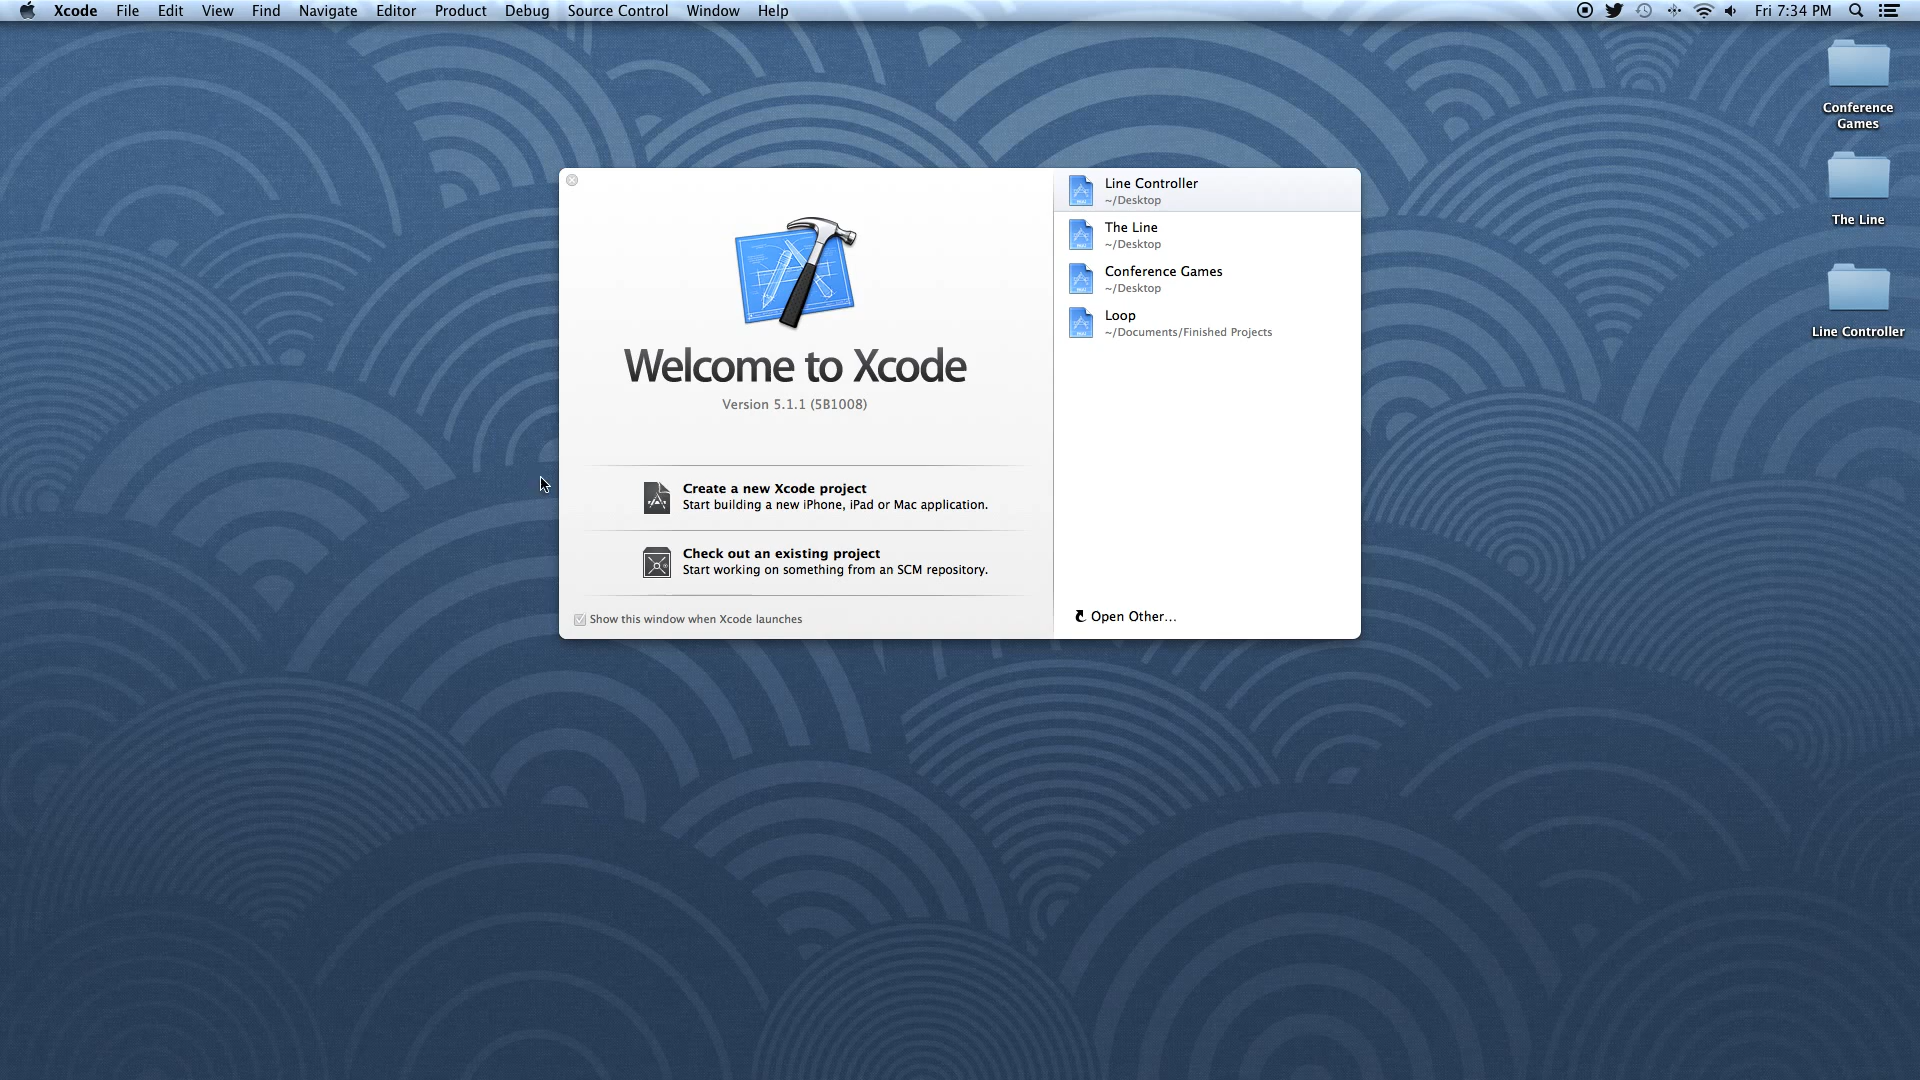 Xcode File Edit View Find Navigate Editor Product Debug Source Control Window Help Fri 7:34 PM
Conference
Games
The Line
Line Controller
Welcome to Xcode
Version 5.1.1 (5B1008)
Create a new Xcode project
Start building a new iPhone, iPad or Mac application.
Check out an existing project
Start working on something from an SCM repository.
Show this window when Xcode launches
Line Controller
~/Desktop
The Line
~/Desktop
Conference Games
~/Desktop
Loop
~/Documents/Finished Projects
Open Other...